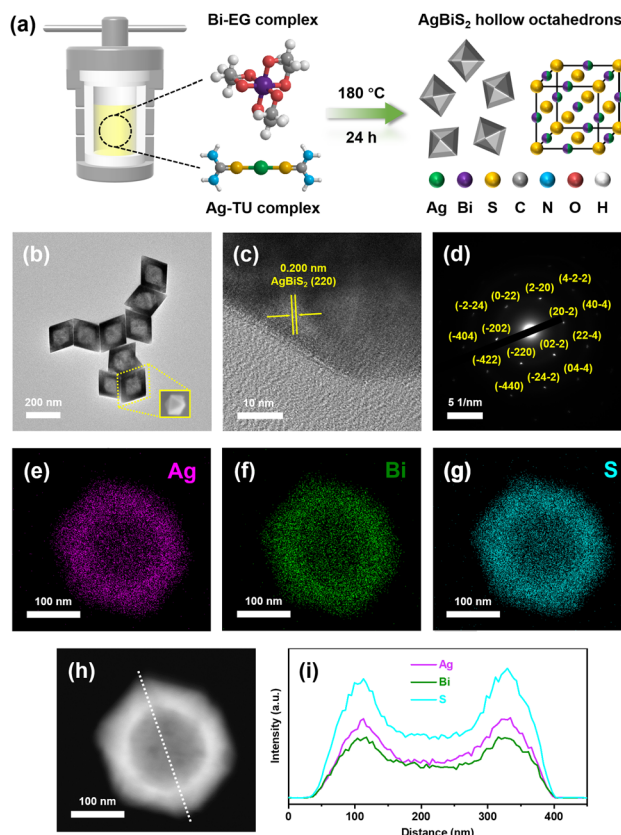 (a)
Bi-EG complex
AgBiS2 hollow octahedrons
180 °C
24 h
Ag-TU complex
Ag Bi S C N O H
(b)
200 nm
(c)
0.200 nm
AgBiS2 (220)
10 nm
(d)
(4-2-2)
(2-20)
(0-22)
(-2-24)
(40-4)
(20-2)
(-202)
(-404)
(22-4)
(02-2)
(-220)
(-422)
(04-4)
(-24-2)
(-440)
5 1/nm
(e)
Ag
100 nm
(f)
Bi
100 nm
(g)
S
100 nm
(h)
100 nm
(i)
Ag
Bi
S
Intensity (a.u.)
0 100 200 300 400
Distance (nm)